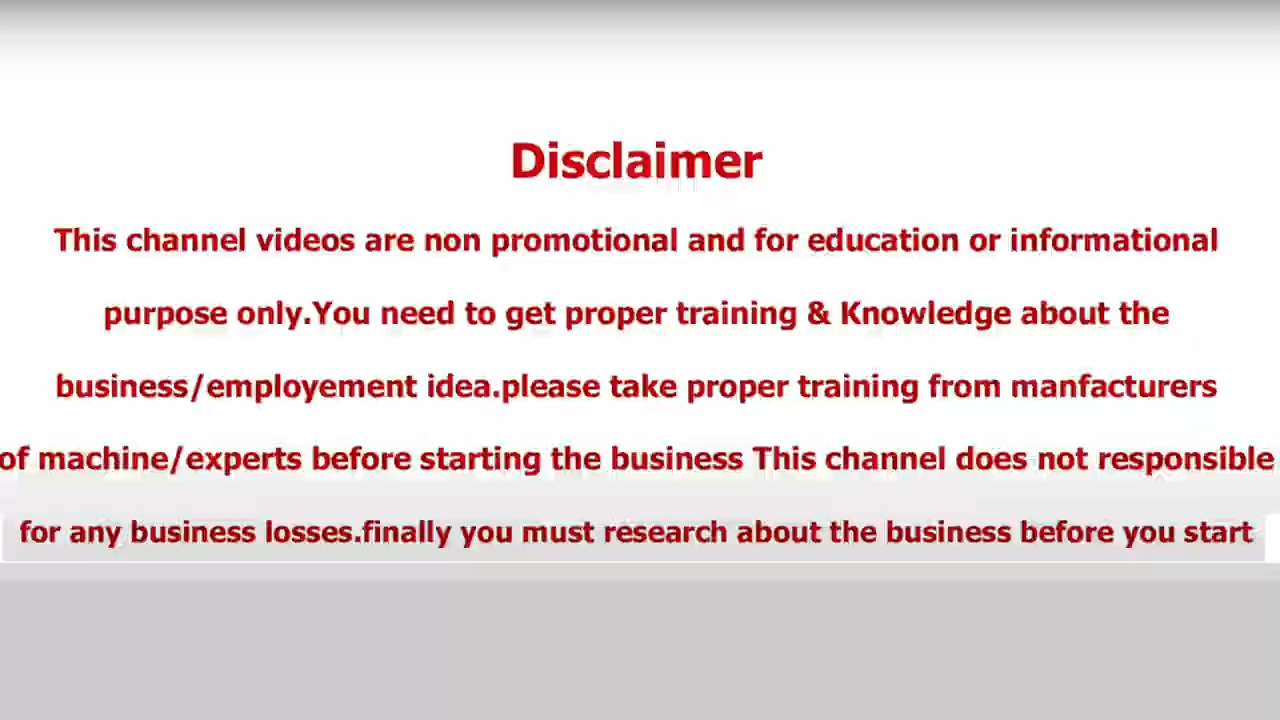 Disclaimer
This channel videos are non promotional and for education or informational
purpose only.You need to get proper training & Knowledge about the
business/employement idea.please take proper training from manfacturers
of machine/experts before starting the business This channel does not responsible
for any business losses.finally you must research about the business before you start